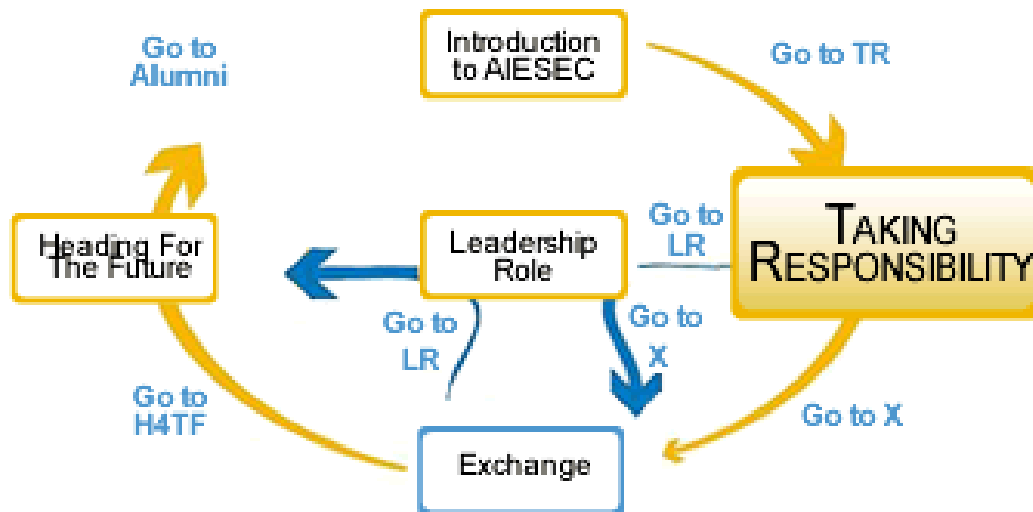 Go to
Alumni
Introduction
to AIESEC
Go to TR
Heading For
The Future
Leadership
Role
Go to
LR
TAKING
RESPONSIBILITY
Go to
LR
Go to
X
Go to
H4TF
Go to X
Exchange